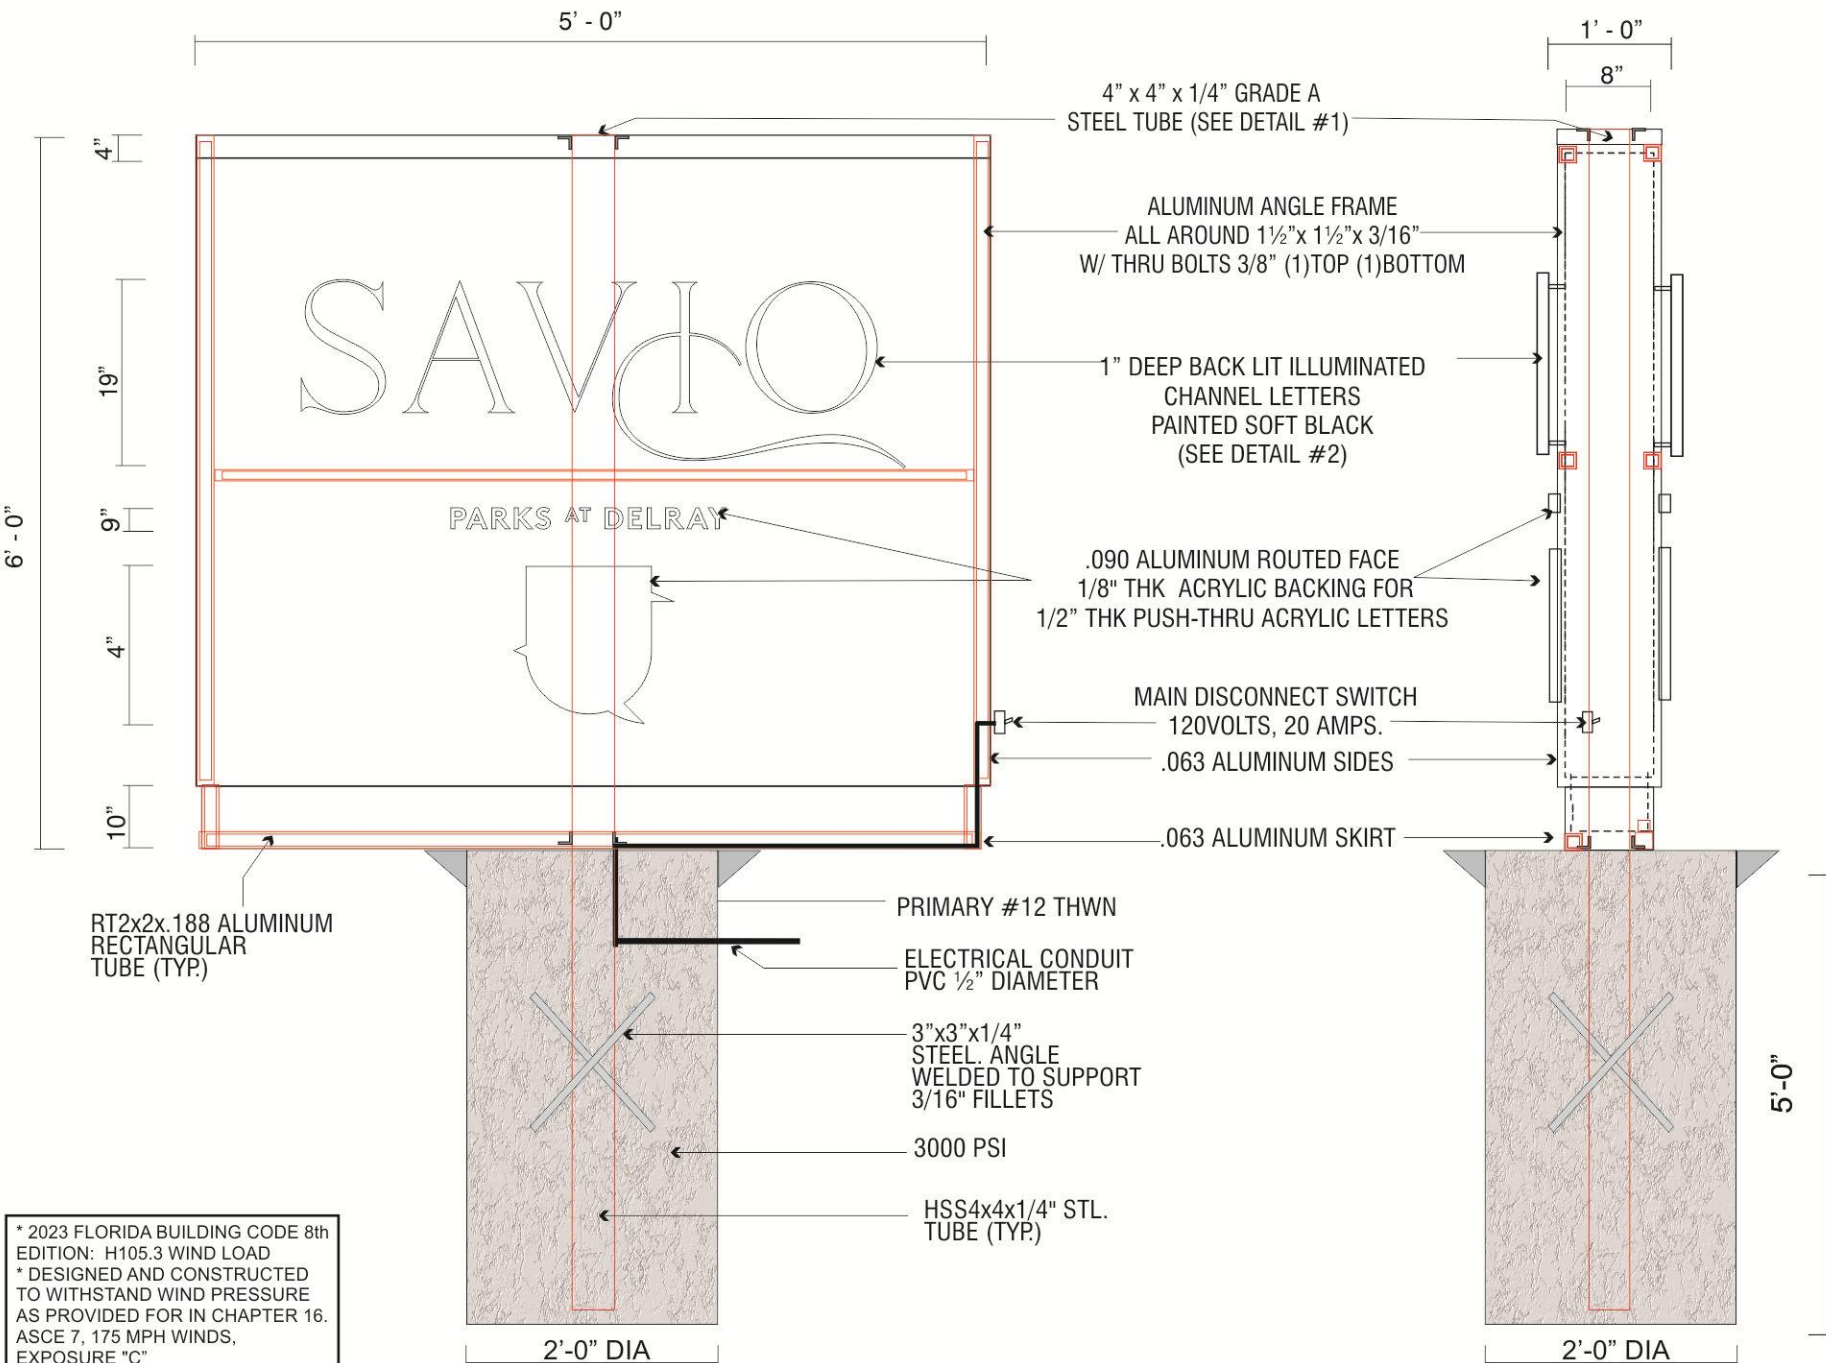 5' - 0"
1' - 0"
8"
4" x 4" x 1/4" GRADE A
STEEL TUBE (SEE DETAIL #1)
4"
ALUMINUM ANGLE FRAME
ALL AROUND 1½"x 1½"x 3/16"
W/ THRU BOLTS 3/8" (1)TOP (1)BOTTOM
SAVIO
19"
1" DEEP BACK LIT ILLUMINATED
CHANNEL LETTERS
PAINTED SOFT BLACK
(SEE DETAIL #2)
6' - 0"
9"
PARKS AT DELRAY
.090 ALUMINUM ROUTED FACE
1/8" THK ACRYLIC BACKING FOR
1/2" THK PUSH-THRU ACRYLIC LETTERS
4"
MAIN DISCONNECT SWITCH
120VOLTS, 20 AMPS.
.063 ALUMINUM SIDES
10"
.063 ALUMINUM SKIRT
RT2x2x.188 ALUMINUM
RECTANGULAR
TUBE (TYP.)
PRIMARY #12 THWN
ELECTRICAL CONDUIT
PVC ½" DIAMETER
3"x3"x1/4"
STEEL. ANGLE
WELDED TO SUPPORT
3/16" FILLETS
5'-0"
3000 PSI
HSS4x4x1/4" STL.
TUBE (TYP.)
* 2023 FLORIDA BUILDING CODE 8th
EDITION: H105.3 WIND LOAD
* DESIGNED AND CONSTRUCTED
TO WITHSTAND WIND PRESSURE
AS PROVIDED FOR IN CHAPTER 16.
ASCE 7, 175 MPH WINDS,
EXPOSURE "C"
2'-0" DIA
2'-0" DIA